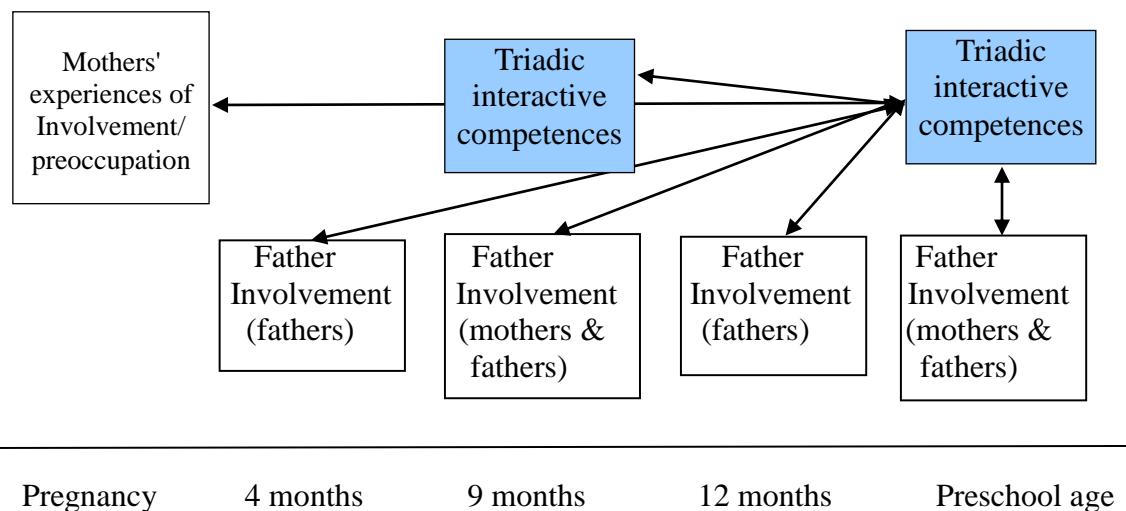 Mothers'
experiences of
Involvement/
preoccupation
Triadic
interactive
competences
Triadic
interactive
competences
Father
Involvement
(fathers)
Father
Involvement
(mothers &
fathers)
Father
Involvement
(fathers)
Father
Involvement
(mothers &
fathers)
Pregnancy 4 months 9 months 12 months Preschool age